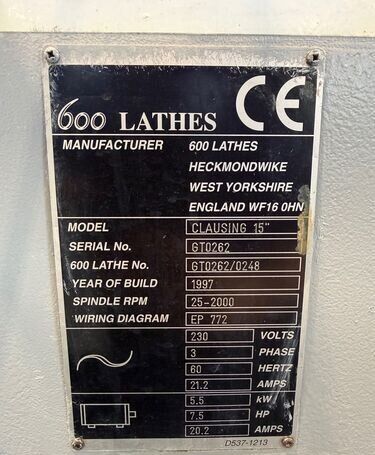 600 LATHES CE
MANUFACTURER 600 LATHES
HECKMONDWIKE
WEST YORKSHIRE
ENGLAND WF16 0HN
MODEL CLAUSING 15"
SERIAL No. GT0262
600 LATHE No. GT0262/0248
YEAR OF BUILD 1997
SPINDLE RPM 25-2000
WIRING DIAGRAM EP 772
230 VOLTS
3 PHASE
60 HERTZ
21.2 AMPS
5.5 kW
7.5 HP
20.2 AMPS
D537-1213